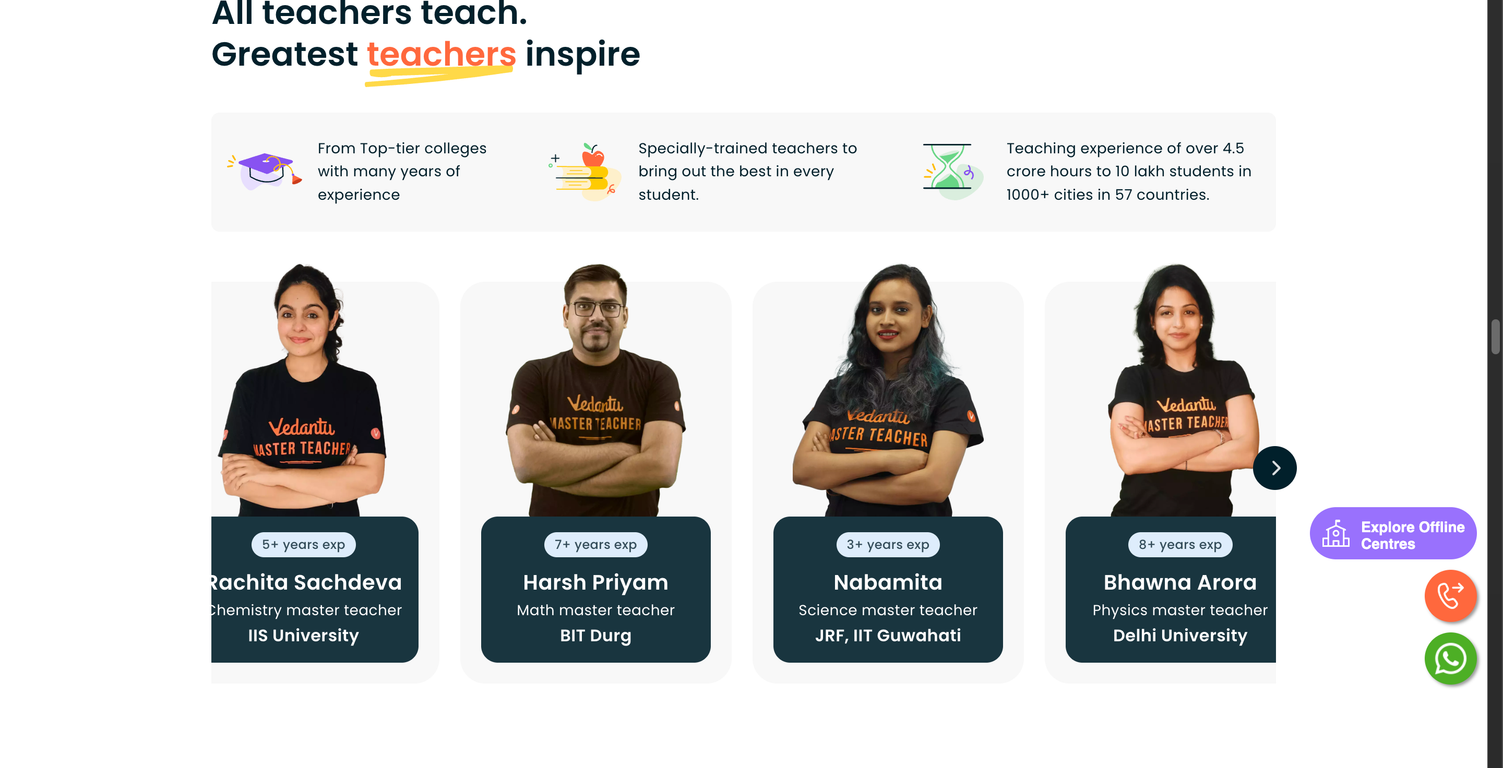 All teachers teach.
Greatest teachers inspire
From Top-tier colleges
with many years of
experience
Specially-trained teachers to
bring out the best in every
student.
Teaching experience of over 4.5
crore hours to 10 lakh students in
1000+ cities in 57 countries.
Vedantu
MASTER TEACHER
Vedantu
MASTER TEACHER
Vedantu
MASTER TEACHER
Vedantu
MASTER TEACHER
5+ years exp
Rachita Sachdeva
Chemistry master teacher
IIS University
7+ years exp
Harsh Priyam
Math master teacher
BIT Durg
3+ years exp
Nabamita
Science master teacher
JRF, IIT Guwahati
8+ years exp
Bhawna Arora
Physics master teacher
Delhi University
Explore Offline
Centres